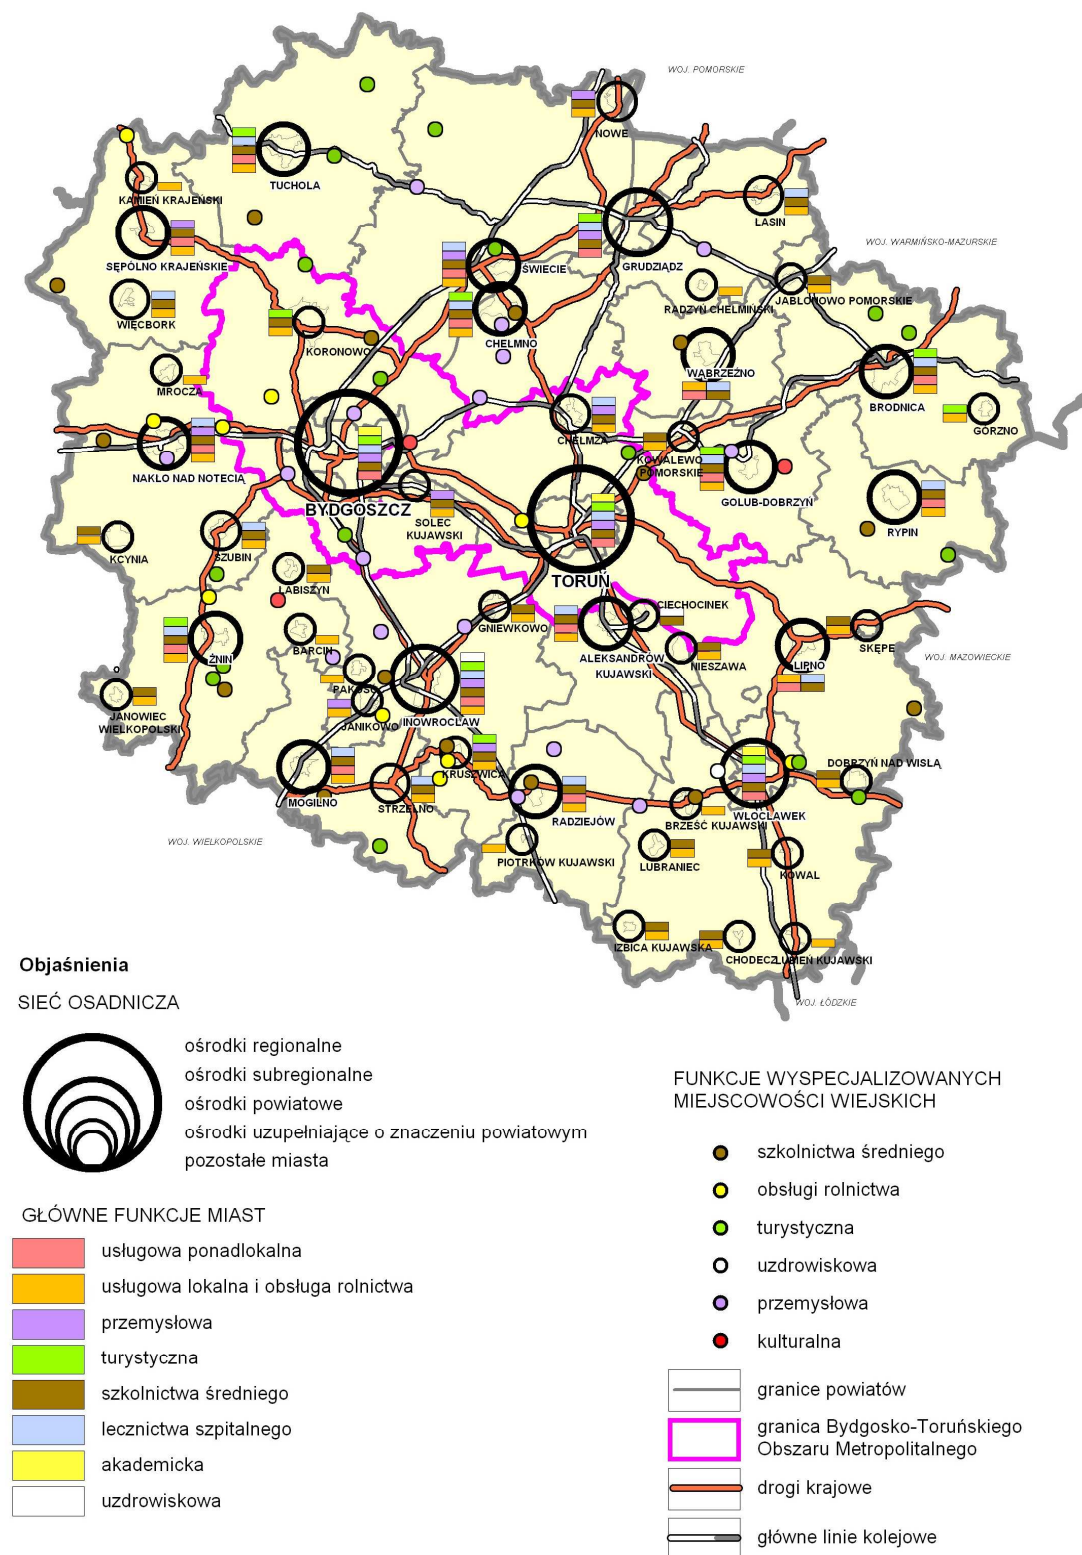 WOJ. POMORSKIE
NOWE
TUCHOLA
KAMIEŃ KRAJEŃSKI
LASIN
SĘPÓLNO KRAJEŃSKIE
ŚWIECIE
GRUDZIĄDZ
WOJ. WARMIŃSKO-MAZURSKIE
WIĘCBORK
RADZYŃ CHEŁMIŃSKI
JABŁONOWO POMORSKIE
CHEŁMNO
KORONOWO
WĄBRZEŹNO
MROCZA
BRODNICA
GÓRZNO
CHEŁMŻA
NAKŁO NAD NOTECIĄ
KOWALEWO
POMORSKIE
GOLUB-DOBRZYŃ
BYDGOSZCZ
SOLEC
KUJAWSKI
RYPIN
KCYNIA
SZUBIN
TORUŃ
ŁABISZYN
CIECHOCINEK
GNIEWKOWO
BARCIN
ALEKSANDRÓW
KUJAWSKI
NIESZAWA
SKĘPE
WOJ. MAZOWIECKIE
ŻNIN
LIPNO
PAKOŚĆ
JANOWIEC
WIELKOPOLSKI
JANIKOWO
INOWROCŁAW
KRUSZWICA
DOBRZYŃ NAD WISŁĄ
MOGILNO
STRZELNO
RADZIEJÓW
BRZEŚĆ KUJAWSKI
WŁOCŁAWEK
WOJ. WIELKOPOLSKIE
PIOTRKÓW KUJAWSKI
LUBRANIEC
KOWAL
IZBICA KUJAWSKA
CHODECZ
LUBIEŃ KUJAWSKI
WOJ. ŁÓDZKIE
Objaśnienia
SIEĆ OSADNICZA
ośrodki regionalne
ośrodki subregionalne
ośrodki powiatowe
ośrodki uzupełniające o znaczeniu powiatowym
pozostałe miasta
GŁÓWNE FUNKCJE MIAST
usługowa ponadlokalna
usługowa lokalna i obsługa rolnictwa
przemysłowa
turystyczna
szkolnictwa średniego
lecznictwa szpitalnego
akademicka
uzdrowiskowa
FUNKCJE WYSPECJALIZOWANYCH
MIEJSCOWOŚCI WIEJSKICH
szkolnictwa średniego
obsługi rolnictwa
turystyczna
uzdrowiskowa
przemysłowa
kulturalna
granice powiatów
granica Bydgosko-Toruńskiego
Obszaru Metropolitalnego
drogi krajowe
główne linie kolejowe